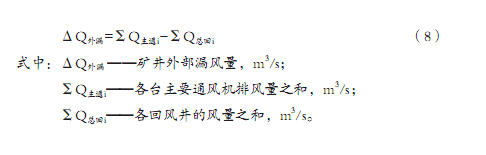 ΔQ外漏=ΣQ主通i−ΣQ总回i （8）
式中：ΔQ外漏——矿井外部漏风量，m³/s；
ΣQ主通i——各台主要通风机排风量之和，m³/s；
ΣQ总回i——各回风井的风量之和，m³/s。